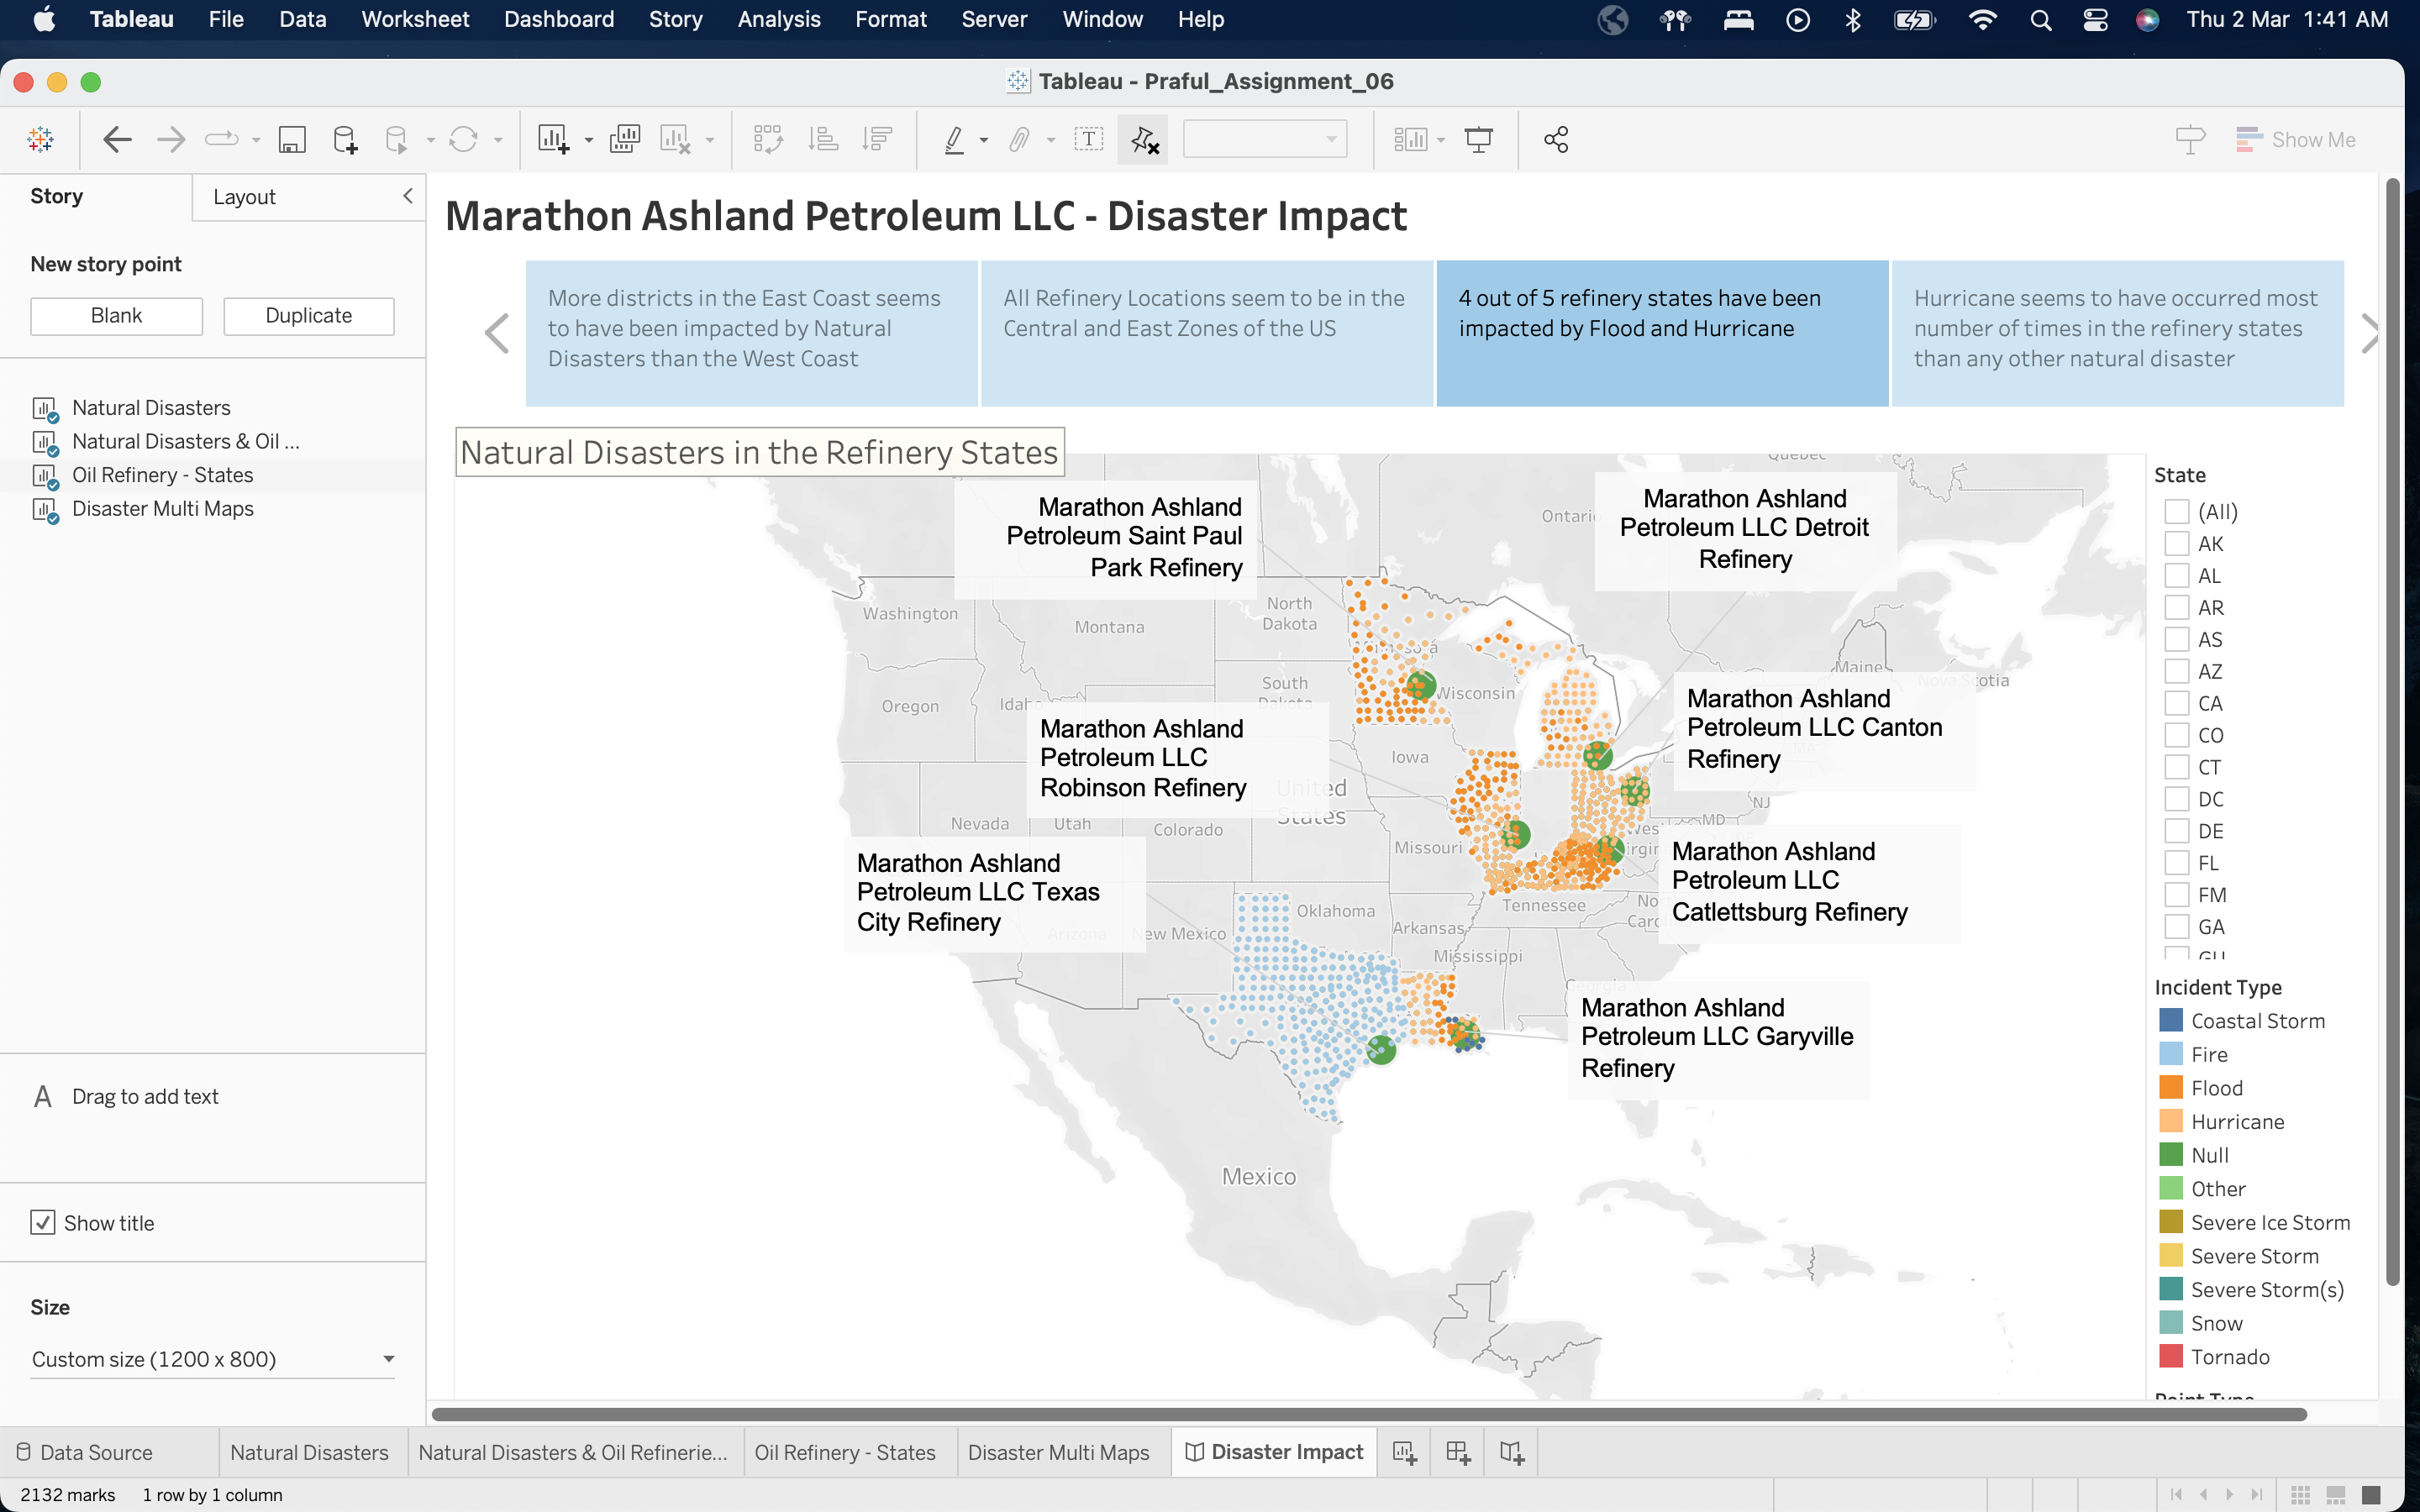 Tableau File Data Worksheet Dashboard Story Analysis Format Server Window Help Thu 2 Mar 1:41 AM
Tableau - Praful_Assignment_06
Show Me
Story Layout
New story point
Blank Duplicate
Natural Disasters
Natural Disasters & Oil ...
Oil Refinery - States
Disaster Multi Maps
A Drag to add text
Show title
Size
Custom size (1200 x 800)
Marathon Ashland Petroleum LLC - Disaster Impact
More districts in the East Coast seems
to have been impacted by Natural
Disasters than the West Coast
All Refinery Locations seem to be in the
Central and East Zones of the US
4 out of 5 refinery states have been
impacted by Flood and Hurricane
Hurricane seems to have occurred most
number of times in the refinery states
than any other natural disaster
Natural Disasters in the Refinery States
Marathon Ashland
Petroleum Saint Paul
Park Refinery
Marathon Ashland
Petroleum LLC Detroit
Refinery
Marathon Ashland
Petroleum LLC Canton
Refinery
Marathon Ashland
Petroleum LLC
Robinson Refinery
Marathon Ashland
Petroleum LLC Texas
City Refinery
Marathon Ashland
Petroleum LLC
Catlettsburg Refinery
Marathon Ashland
Petroleum LLC Garyville
Refinery
Quebec
Ontario
Washington
Montana
North
Dakota
Maine
Nova Scotia
Oregon
Idaho
South
Dakota
Wisconsin
Iowa
United
States
NJ
MD
Nevada
Utah
Colorado
Missouri
Oklahoma
Tennessee
Arizona
New Mexico
Arkansas
Mississippi
Georgia
Mexico
State
(All)
AK
AL
AR
AS
AZ
CA
CO
CT
DC
DE
FL
FM
GA
GU
Incident Type
Coastal Storm
Fire
Flood
Hurricane
Null
Other
Severe Ice Storm
Severe Storm
Severe Storm(s)
Snow
Tornado
Point Type
Data Source Natural Disasters Natural Disasters & Oil Refinerie... Oil Refinery - States Disaster Multi Maps Disaster Impact
2132 marks 1 row by 1 column